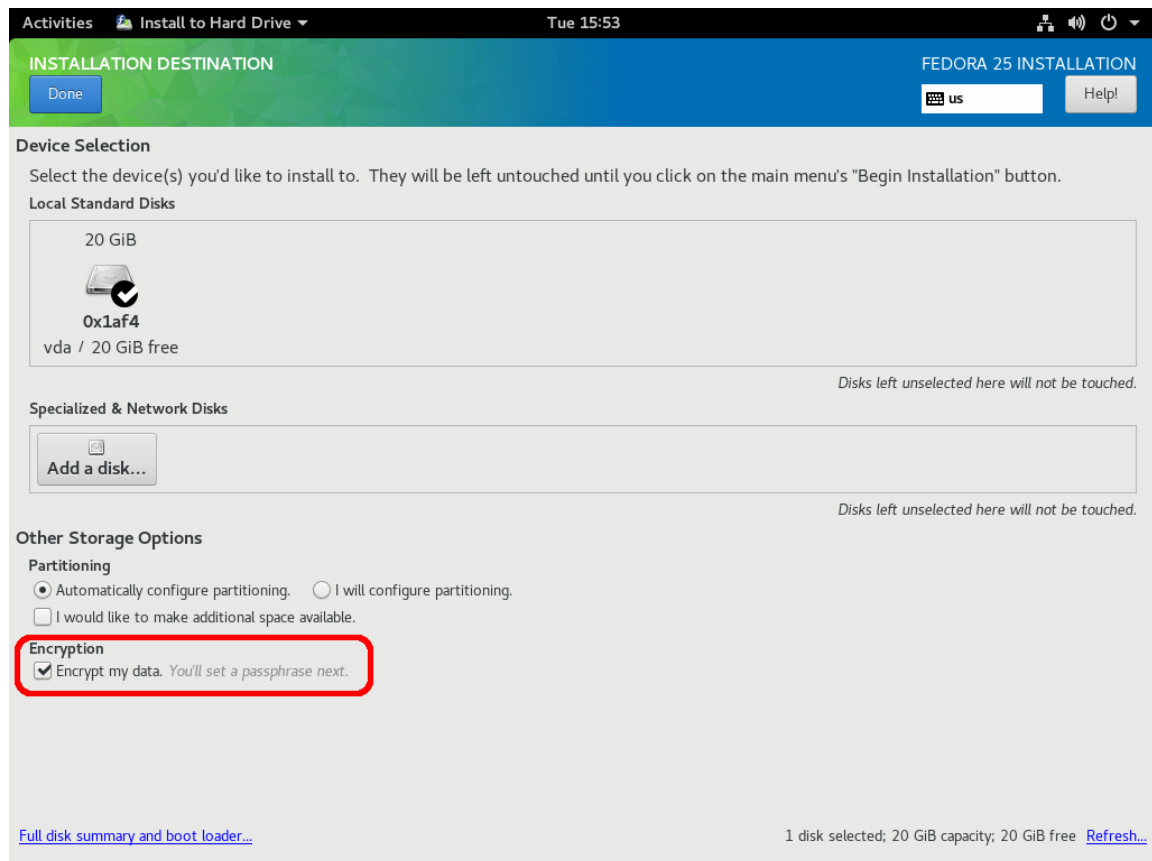 Activities Install to Hard Drive Tue 15:53
INSTALLATION DESTINATION FEDORA 25 INSTALLATION
Done us Help!
Device Selection
Select the device(s) you'd like to install to. They will be left untouched until you click on the main menu's "Begin Installation" button.
Local Standard Disks
20 GiB
0x1af4
vda / 20 GiB free
Disks left unselected here will not be touched.
Specialized & Network Disks
Add a disk...
Disks left unselected here will not be touched.
Other Storage Options
Partitioning
Automatically configure partitioning. I will configure partitioning.
I would like to make additional space available.
Encryption
Encrypt my data. You'll set a passphrase next.
Full disk summary and boot loader... 1 disk selected; 20 GiB capacity; 20 GiB free Refresh...